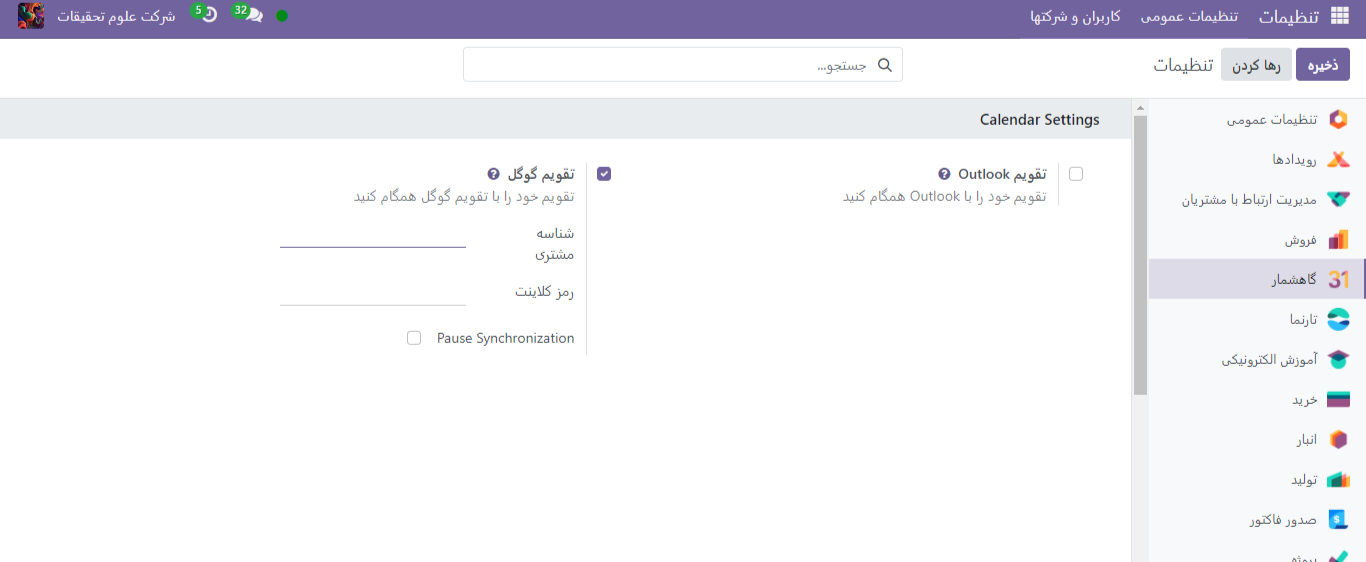 تنظیمات تنظیمات عمومی کاربران و شرکتها 32 5 شرکت علوم تحقیقات
ذخیره رها کردن تنظیمات جستجو...
تنظیمات عمومی
رویدادها
مدیریت ارتباط با مشتریان
فروش
31 گاهشمار
تارنما
آموزش الکترونیکی
خرید
انبار
تولید
$ صدور فاکتور
پروژه
Calendar Settings
تقویم Outlook ?
تقویم خود را با Outlook همگام کنید
تقویم گوگل ?
تقویم خود را با تقویم گوگل همگام کنید
شناسه
مشتری
رمز کلاینت
Pause Synchronization